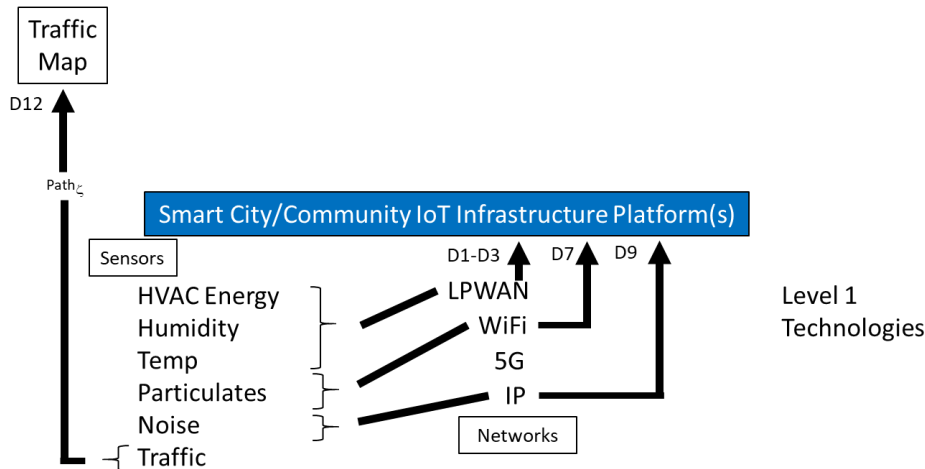 Traffic
Map
D12
Pathζ
Smart City/Community IoT Infrastructure Platform(s)
Sensors
D1-D3
D7
D9
HVAC Energy
Humidity
Temp
Particulates
Noise
Traffic
LPWAN
WiFi
5G
IP
Networks
Level 1
Technologies